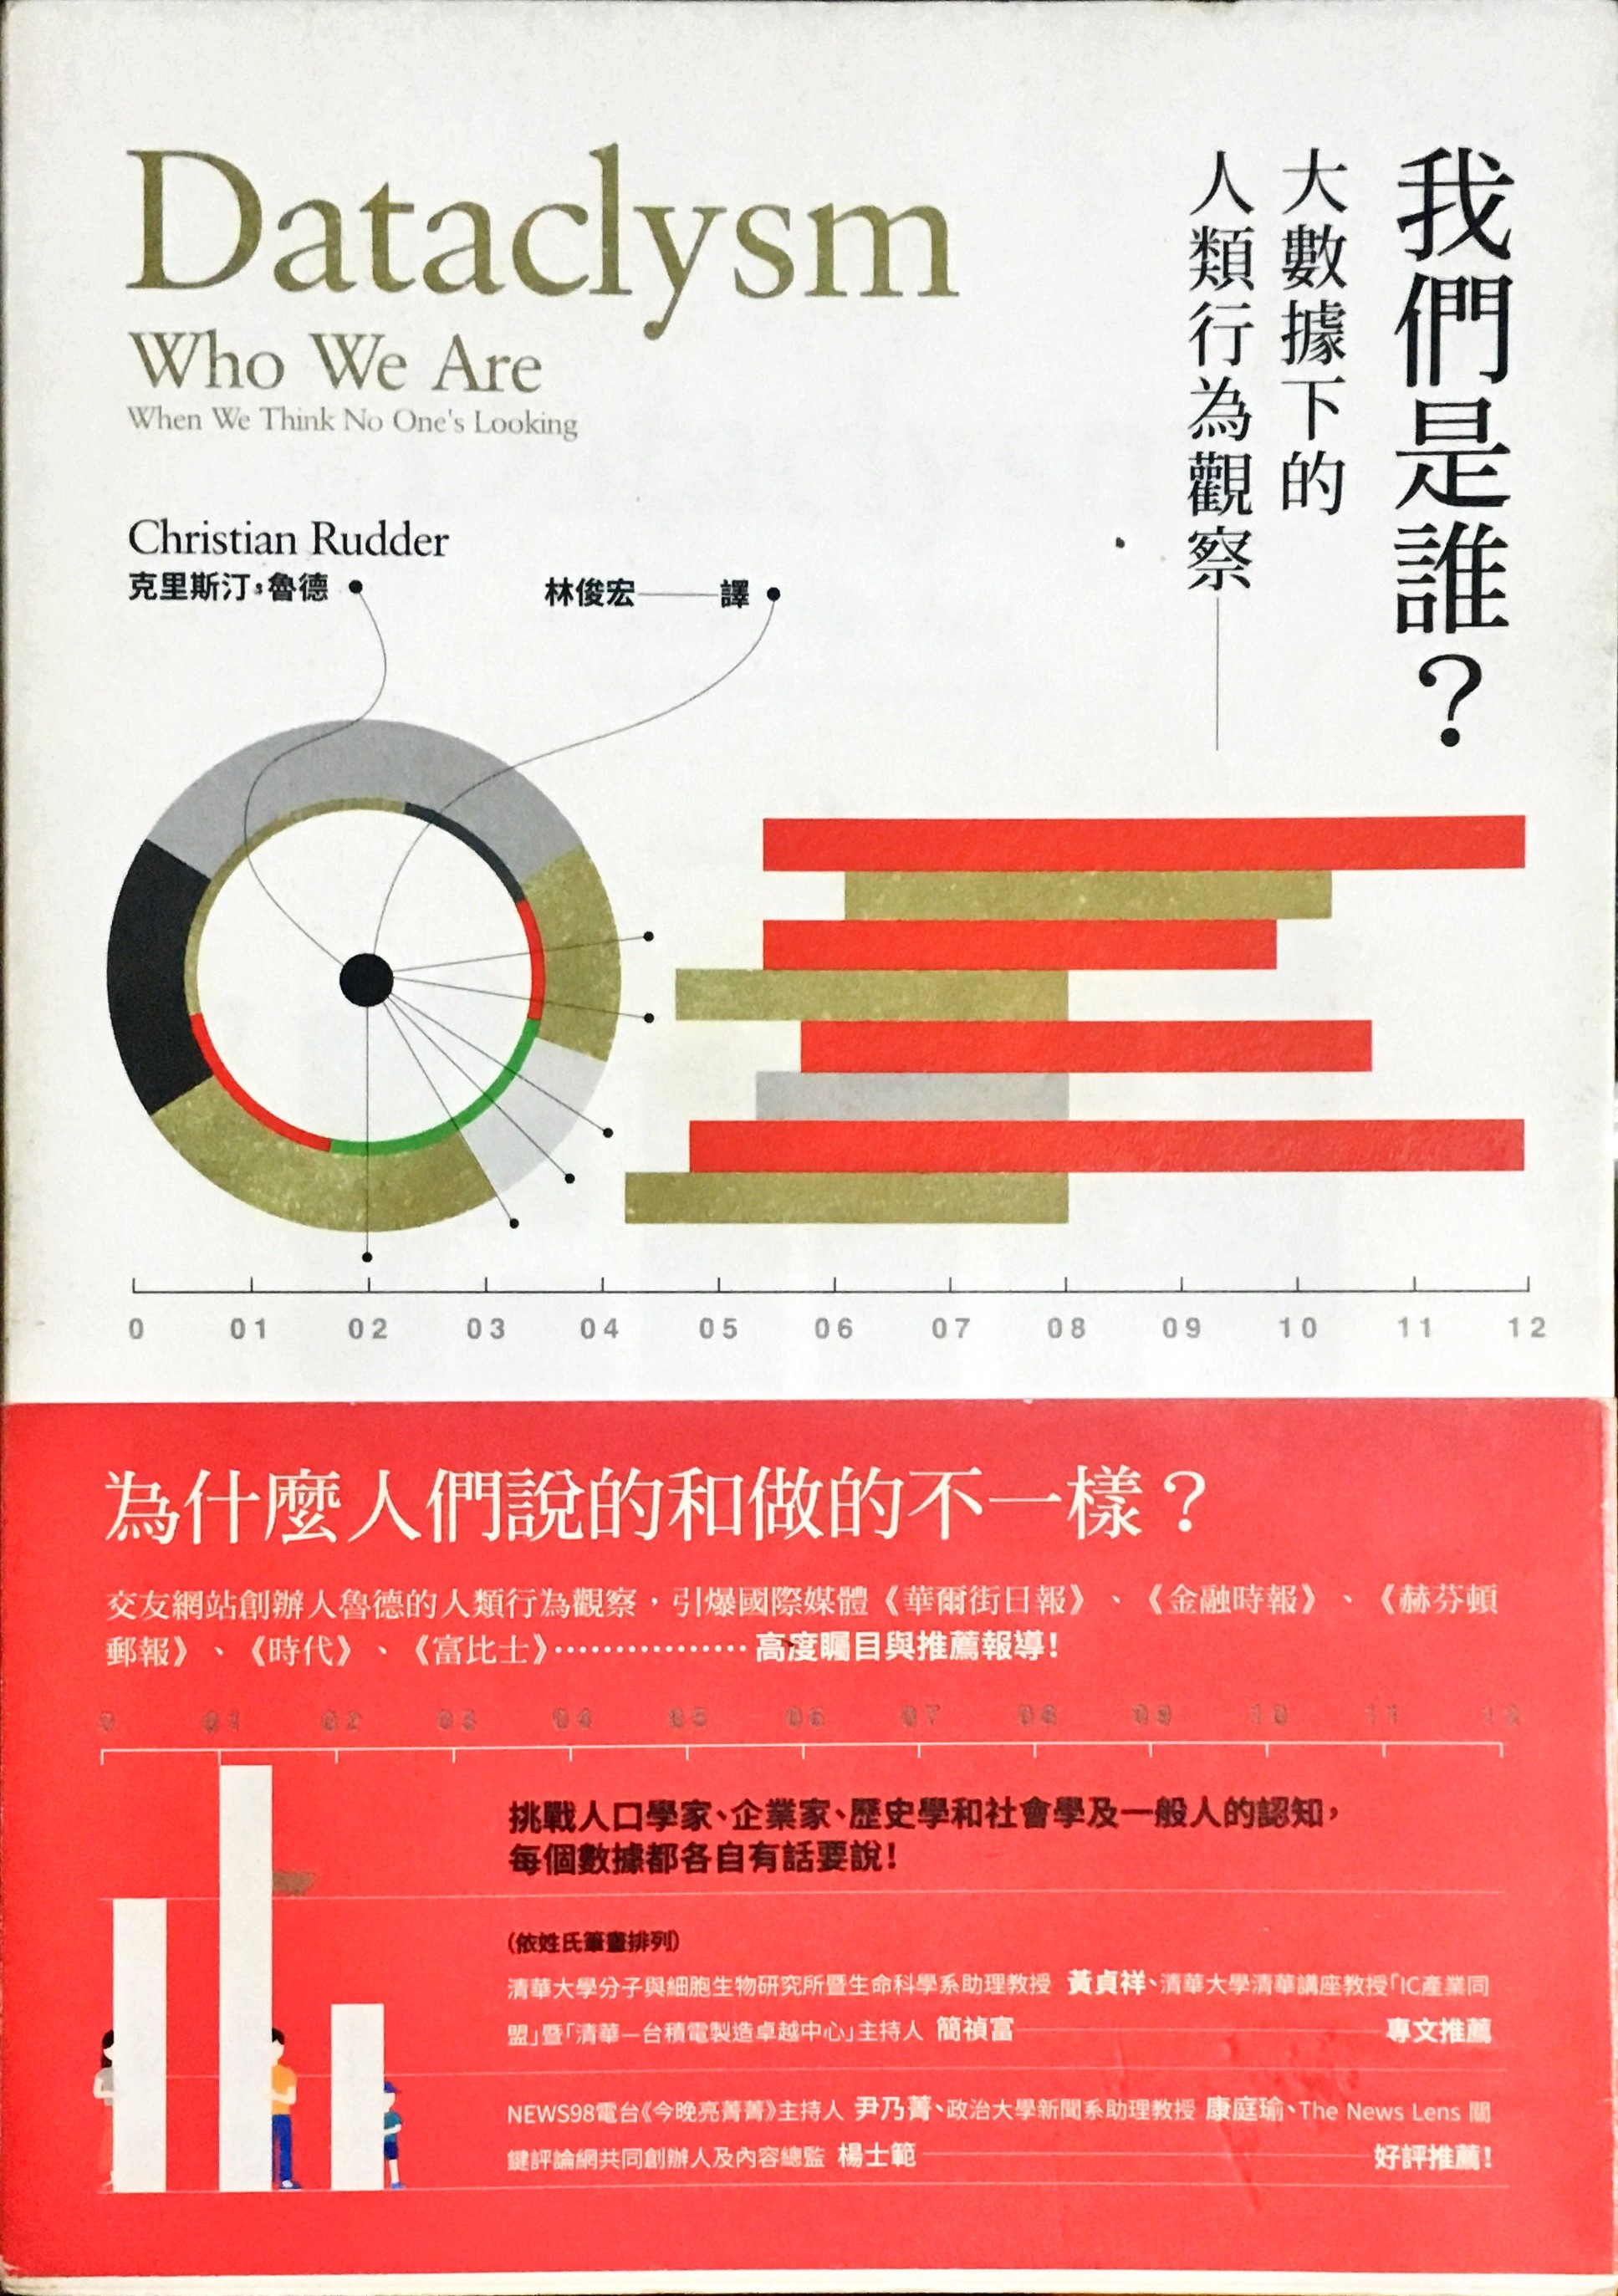 Dataclysm
Who We Are
When We Think No One's Looking
Christian Rudder
克里斯汀·魯德
林俊宏——譯
我們是誰？
大數據下的
人類行為觀察
0 01 02 03 04 05 06 07 08 09 10 11 12
為什麼人們說的和做的不一樣？
交友網站創辦人魯德的人類行為觀察，引爆國際媒體《華爾街日報》、《金融時報》、《赫芬頓
郵報》、《時代》、《富比士》················高度矚目與推薦報導！
0 01 02 03 04 05 06 07 08 09 10 11 12
挑戰人口學家、企業家、歷史學和社會學及一般人的認知，
每個數據都各自有話要說！
（依姓氏筆畫排列）
清華大學分子與細胞生物研究所暨生命科學系助理教授 黃貞祥、清華大學清華講座教授「IC產業同
盟」暨「清華—台積電製造卓越中心」主持人 簡禎富——專文推薦
NEWS98電台《今晚亮菁菁》主持人 尹乃菁、政治大學新聞系助理教授 康庭瑜、The News Lens 關
鍵評論網共同創辦人及內容總監 楊士範——好評推薦！